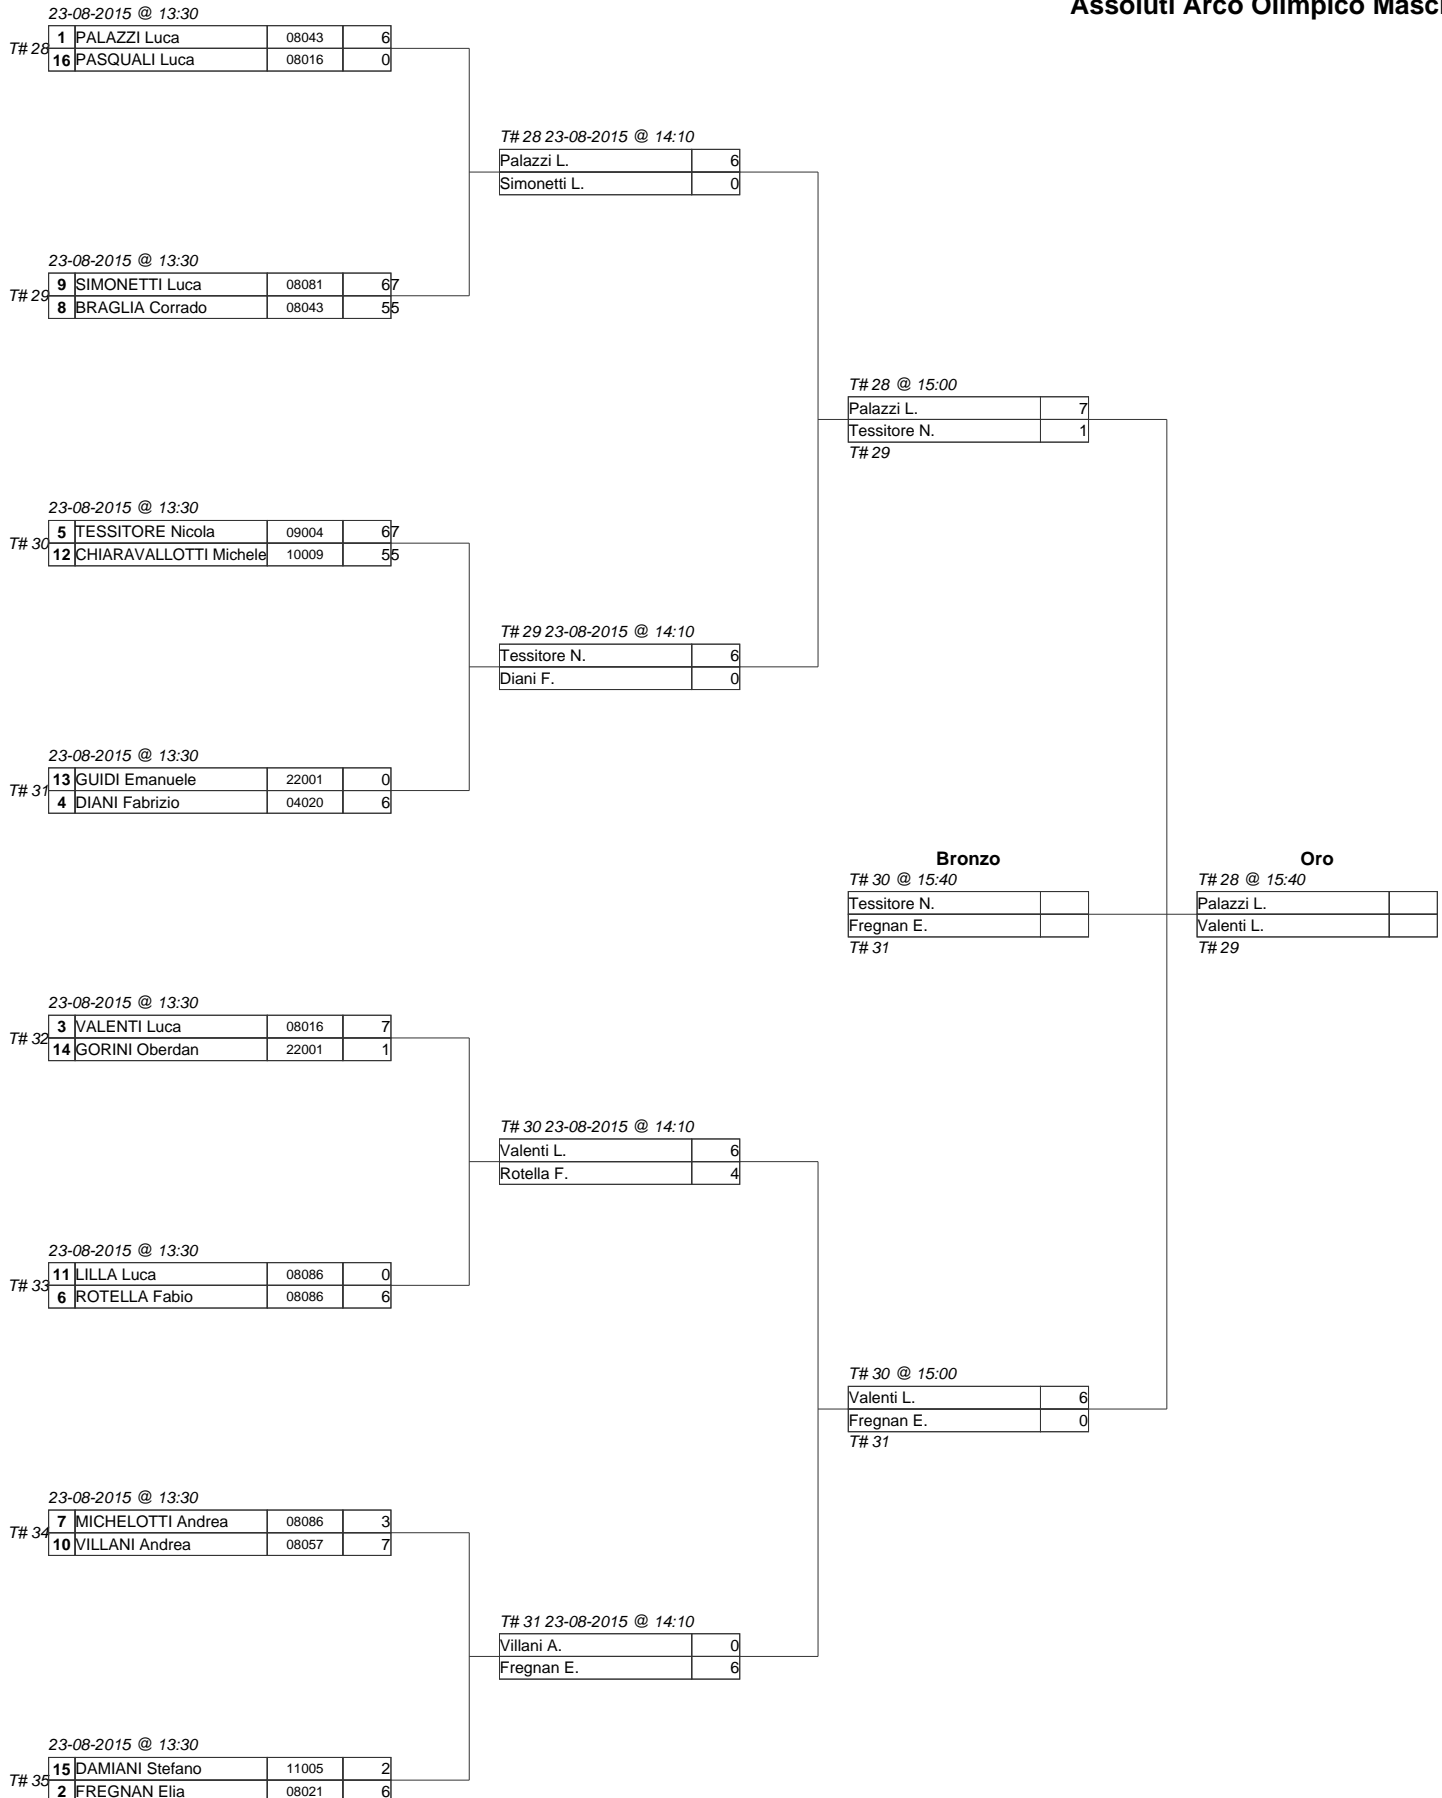 Assoluti Arco Olimpico
23-08-2015 @ 13:30
T# 28
1 PALAZZI Luca 08043 6
16 PASQUALI Luca 08016 0
T# 28 23-08-2015 @ 14:10
Palazzi L. 6
Simonetti L. 0
23-08-2015 @ 13:30
T# 29
9 SIMONETTI Luca 08081 67
8 BRAGLIA Corrado 08043 55
T# 28 @ 15:00
Palazzi L. 7
Tessitore N. 1
T# 29
23-08-2015 @ 13:30
T# 30
5 TESSITORE Nicola 09004 67
12 CHIARAVALLOTTI Michele 10009 55
T# 29 23-08-2015 @ 14:10
Tessitore N. 6
Diani F. 0
23-08-2015 @ 13:30
T# 31
13 GUIDI Emanuele 22001 0
4 DIANI Fabrizio 04020 6
Bronzo
T# 30 @ 15:40
Tessitore N.
Fregnan E.
T# 31
Oro
T# 28 @ 15:40
Palazzi L.
Valenti L.
T# 29
23-08-2015 @ 13:30
T# 32
3 VALENTI Luca 08016 7
14 GORINI Oberdan 22001 1
T# 30 23-08-2015 @ 14:10
Valenti L. 6
Rotella F. 4
23-08-2015 @ 13:30
T# 33
11 LILLA Luca 08086 0
6 ROTELLA Fabio 08086 6
T# 30 @ 15:00
Valenti L. 6
Fregnan E. 0
T# 31
23-08-2015 @ 13:30
T# 34
7 MICHELOTTI Andrea 08086 3
10 VILLANI Andrea 08057 7
T# 31 23-08-2015 @ 14:10
Villani A. 0
Fregnan E. 6
23-08-2015 @ 13:30
T# 35
15 DAMIANI Stefano 11005 2
2 FREGNAN Elia 08021 6